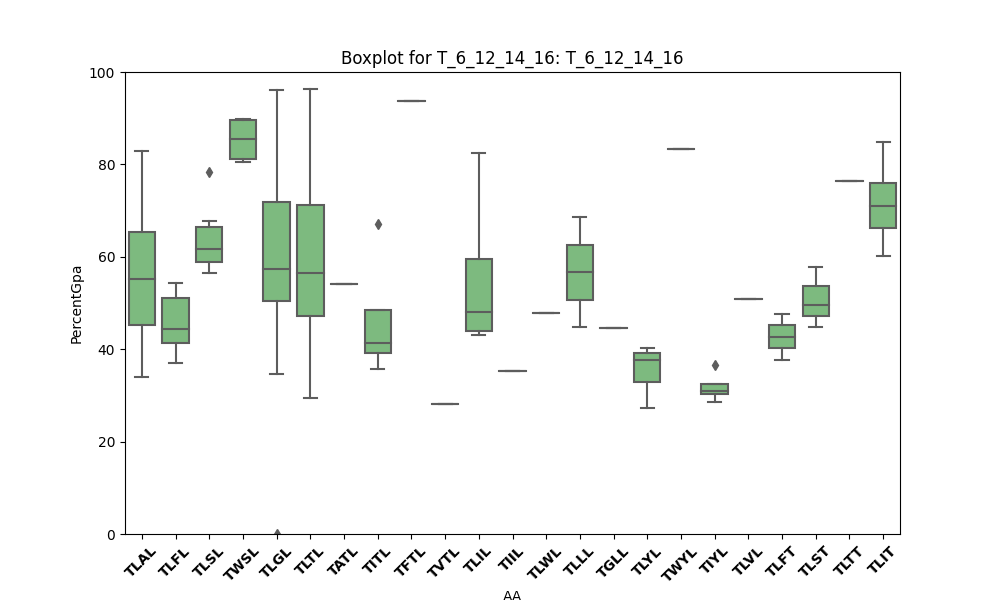 Boxplot for T_6_12_14_16: T_6_12_14_16
100
80
60
40
20
0
PercentGpa
TLAL TLFL TLSL TWSL TLGL TLTL TATL TITL TFTL TVTL TLIL TIIL TLWL TLLL TGLL TLYL TWYL TIYL TLVL TLFT TLST TLTT TLIT
AA